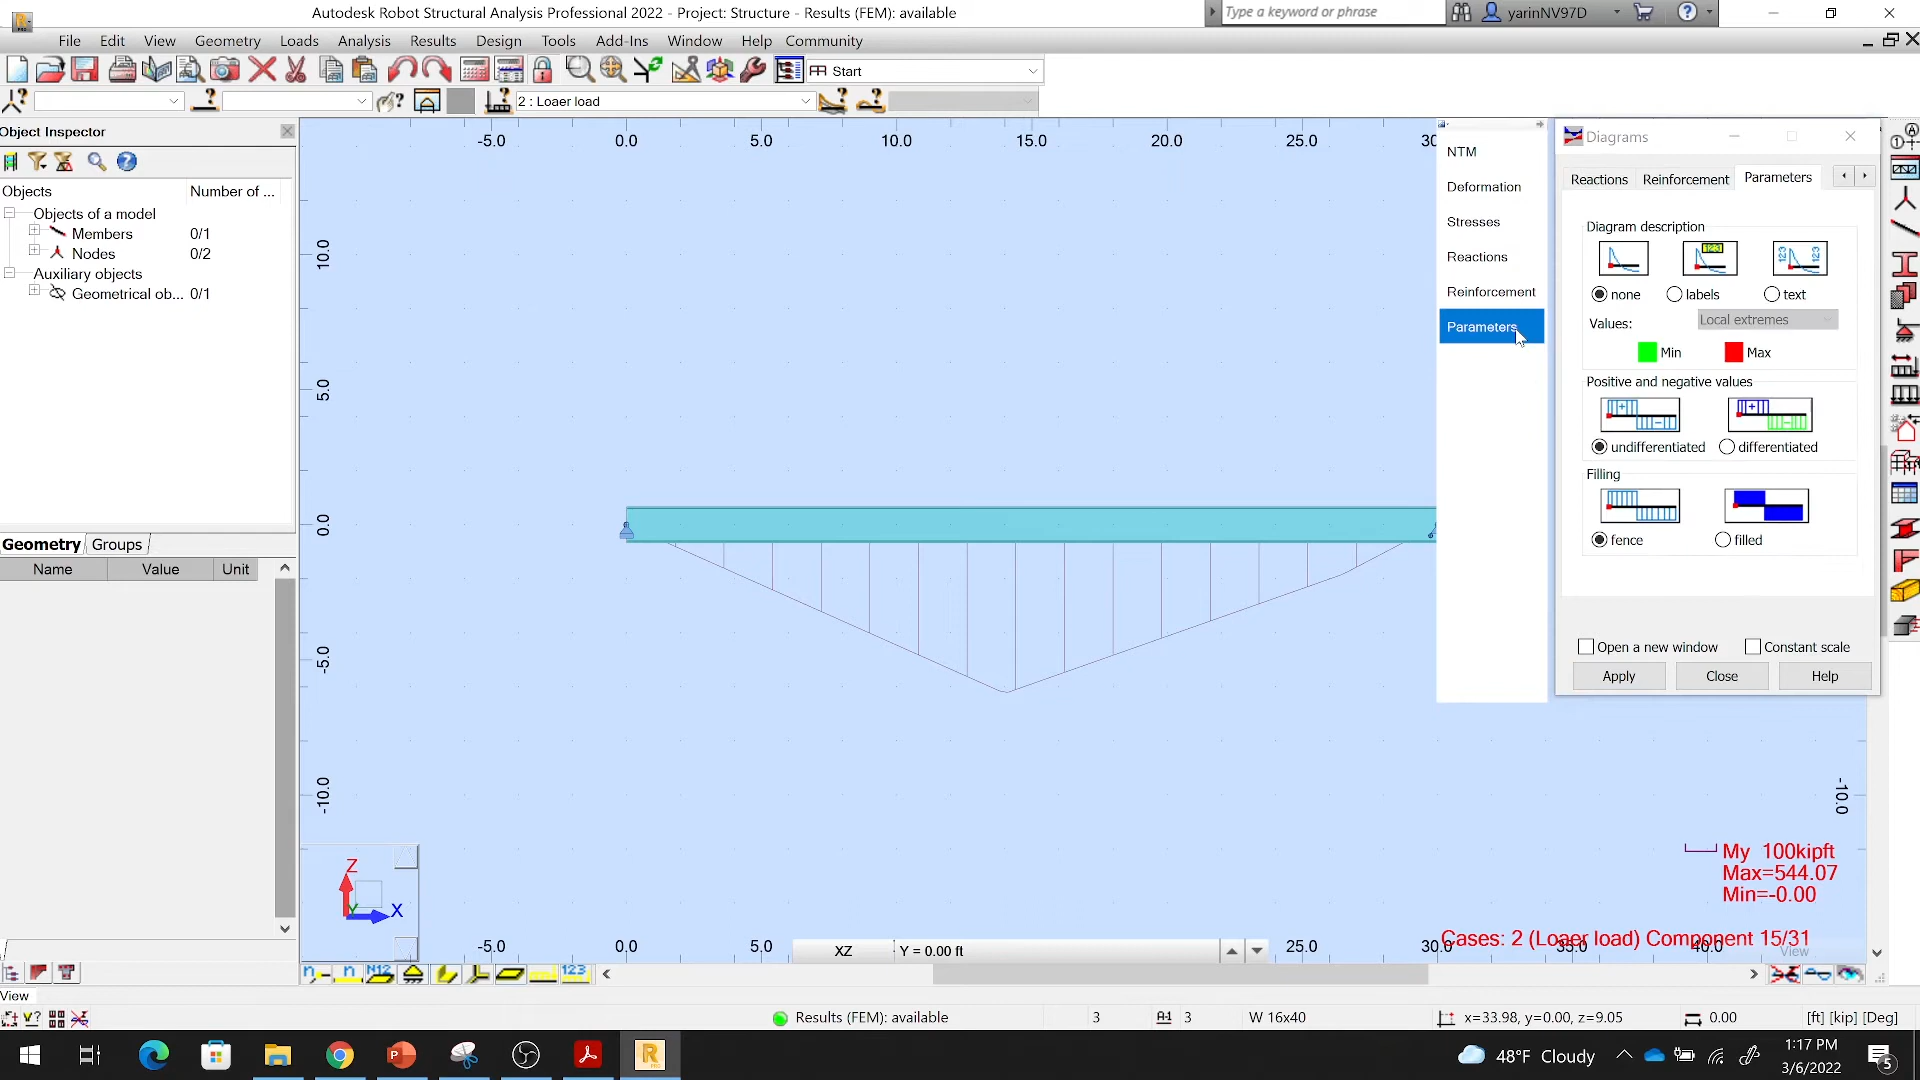 Autodesk Robot Structural Analysis Professional 2022 - Project: Structure - Results (FEM): available
Type a keyword or phrase
yarinNV97D
File Edit View Geometry Loads Analysis Results Design Tools Add-Ins Window Help Community
Start
2 : Loaer load
Object Inspector
Objects Number of ...
Objects of a model
Members 0/1
Nodes 0/2
Auxiliary objects
Geometrical ob... 0/1
Geometry Groups
Name Value Unit
-5.0 0.0 5.0 10.0 15.0 20.0 25.0 30
10.0
5.0
0.0
-5.0
-10.0
-10.0
NTM
Deformation
Stresses
Reactions
Reinforcement
Parameters
Diagrams
Reactions Reinforcement Parameters
Diagram description
123
123 123
none labels text
Values: Local extremes
Min Max
Positive and negative values
undifferentiated differentiated
Filling
fence filled
Open a new window Constant scale
Apply Close Help
My 100kipft
Max=544.07
Min=-0.00
Cases: 2 (Loaer load) Component 15/31
Z
Y
X
-5.0 0.0 5.0 25.0 30.0 35.0 40.0
XZ Y = 0.00 ft
View
View
Results (FEM): available 3 3 W 16x40 x=33.98, y=0.00, z=9.05 0.00 [ft] [kip] [Deg]
48°F Cloudy
1:17 PM
3/6/2022
5